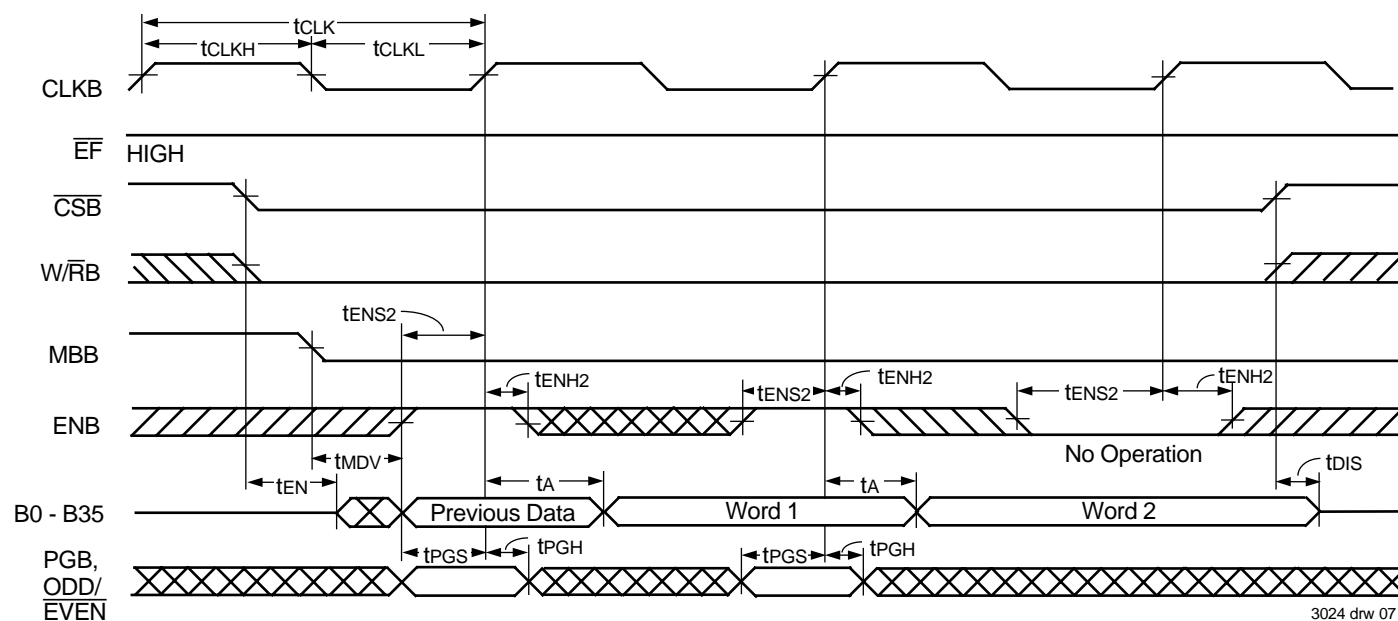 tCLK
tCLKH tCLKL
CLKB
EF HIGH
CSB
W/RB
tENS2
MBB
tENH2 tENS2 tENH2 tENS2 tENH2
ENB
No Operation
tMDV
tEN tA tA tDIS
B0 - B35 Previous Data Word 1 Word 2
tPGS tPGH tPGS tPGH
PGB,
ODD/
EVEN
3024 drw 07